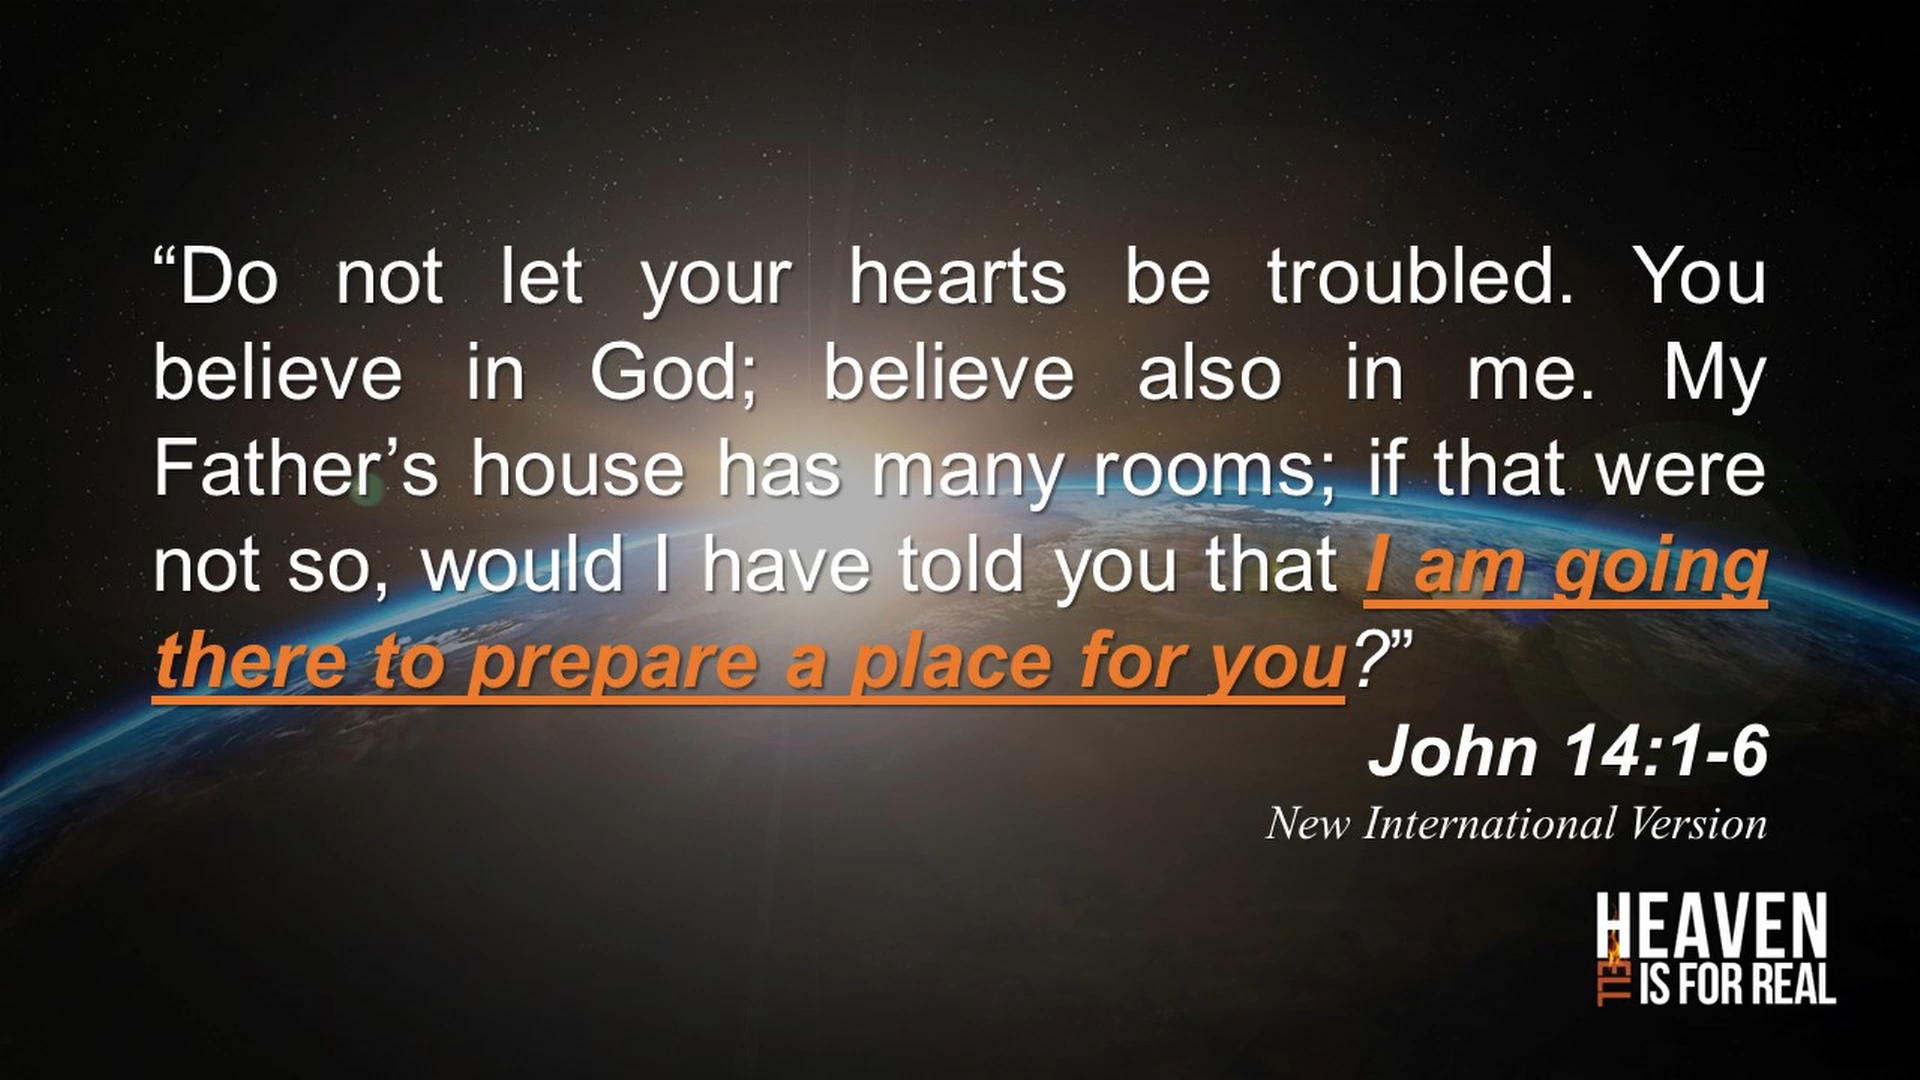 “Do not let your hearts be troubled. You
believe in God; believe also in me. My
Father’s house has many rooms; if that were
not so, would I have told you that I am going
there to prepare a place for you?”
John 14:1-6
New International Version
HEAVEN
HELL
IS FOR REAL